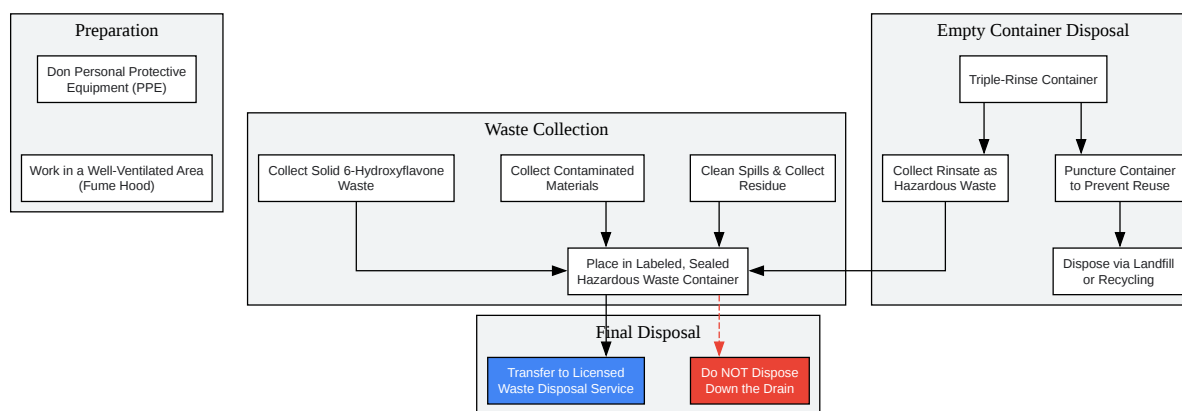 Preparation
Don Personal Protective
Equipment (PPE)
Work in a Well-Ventilated Area
(Fume Hood)
Waste Collection
Collect Solid 6-Hydroxyflavone
Waste
Collect Contaminated
Materials
Clean Spills & Collect
Residue
Place in Labeled, Sealed
Hazardous Waste Container
Empty Container Disposal
Triple-Rinse Container
Collect Rinsate as
Hazardous Waste
Puncture Container
to Prevent Reuse
Dispose via Landfill
or Recycling
Final Disposal
Transfer to Licensed
Waste Disposal Service
Do NOT Dispose
Down the Drain